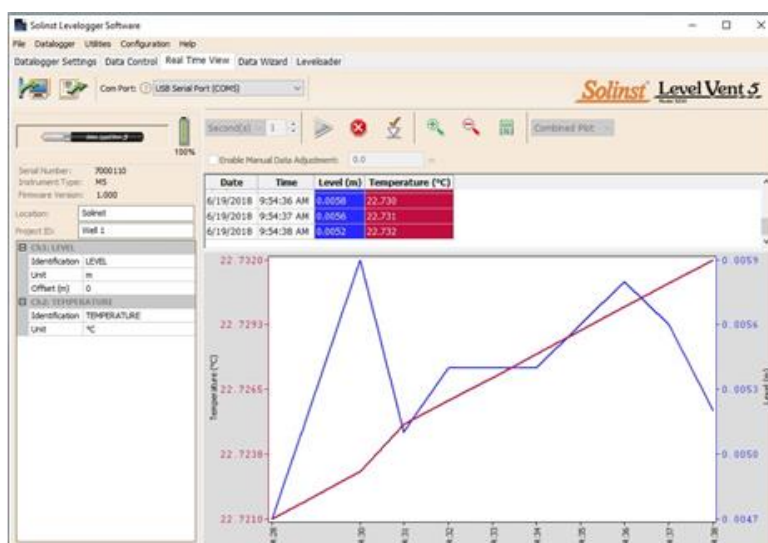 Solinst Levelogger Software
File Datalogger Utilities Configuration Help
Datalogger Settings Data Control Real Time View Data Wizard Leveloader
Com Port: USB Serial Port (COM5)
Solinst Level Vent 5
100%
Second(s) 1 Combined Plot
Enable Manual Data Adjustment: 0.0 m
Serial Number: 7000110
Instrument Type: M5
Firmware Version: 1.000
Location: Solinst
Project ID: Well 1
Ch1: LEVEL
Identification LEVEL
Unit m
Offset (m) 0
Ch2: TEMPERATURE
Identification TEMPERATURE
Unit °C
Date Time Level (m) Temperature (°C)
6/19/2018 9:54:36 AM 0.0058 22.730
6/19/2018 9:54:37 AM 0.0056 22.731
6/19/2018 9:54:38 AM 0.0052 22.732
22.7320
22.7293
22.7265
22.7238
22.7210
Temperature (°C)
0.0059
0.0056
0.0053
0.0050
0.0047
Level (m)